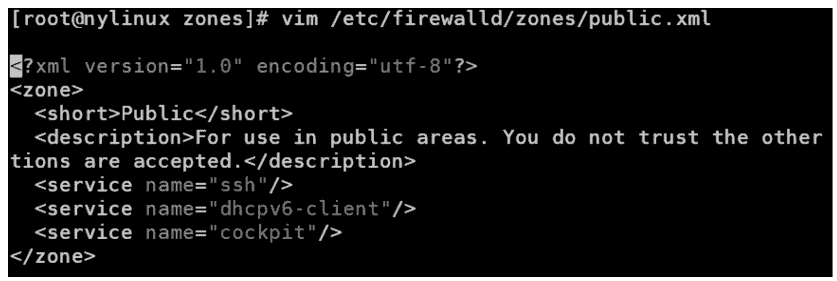 [root@nylinux zones]# vim /etc/firewalld/zones/public.xml
<?xml version="1.0" encoding="utf-8"?>
<zone>
  <short>Public</short>
  <description>For use in public areas. You do not trust the other
tions are accepted.</description>
  <service name="ssh"/>
  <service name="dhcpv6-client"/>
  <service name="cockpit"/>
</zone>